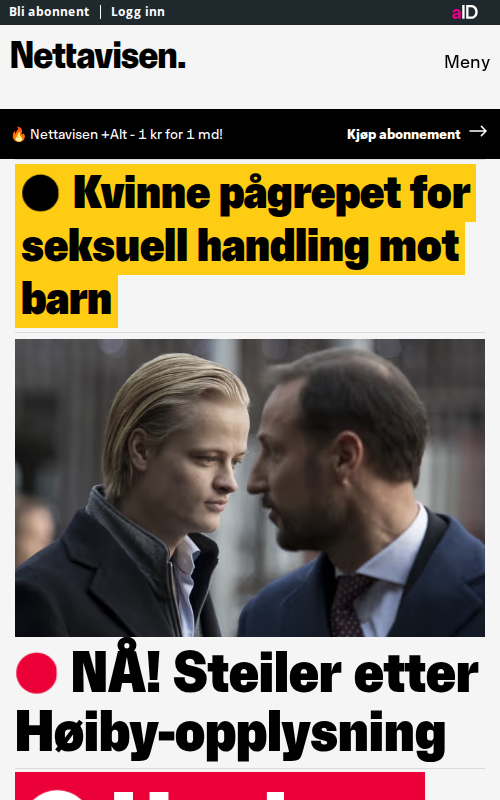 Bli abonnent | Logg inn
aID
Nettavisen.
Meny
🔥 Nettavisen +Alt - 1 kr for 1 md!
Kjøp abonnement →
Kvinne pågrepet for
seksuell handling mot
barn
NÅ! Steiler etter
Høiby-opplysning